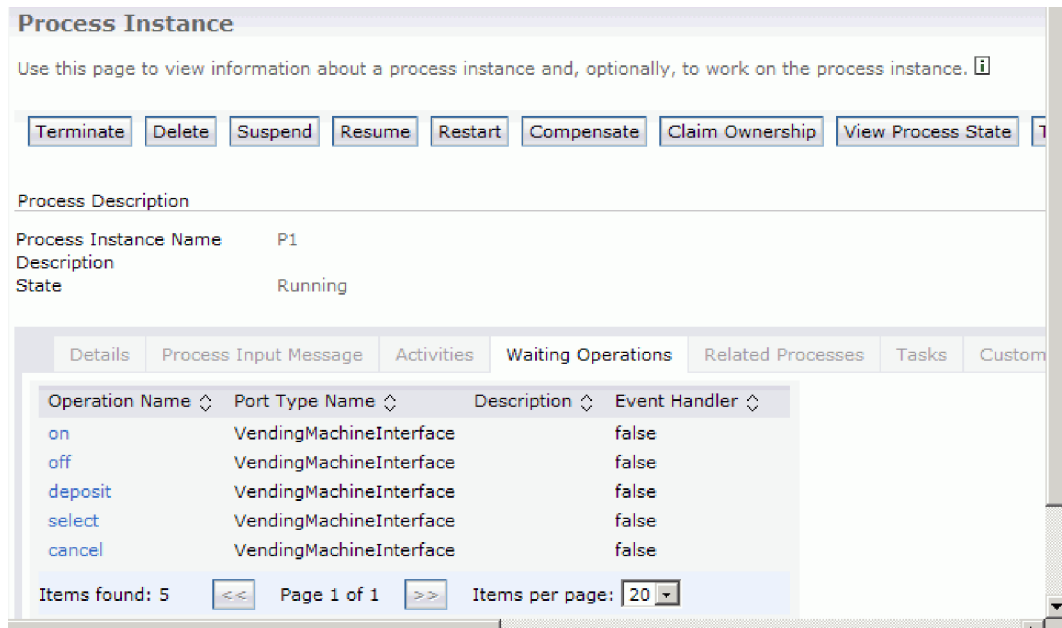 Process Instance
Use this page to view information about a process instance and, optionally, to work on the process instance. i
Terminate Delete Suspend Resume Restart Compensate Claim Ownership View Process State T
Process Description
Process Instance Name P1
Description
State Running
Details Process Input Message Activities Waiting Operations Related Processes Tasks Custom
Operation Name Port Type Name Description Event Handler
on VendingMachineInterface false
off VendingMachineInterface false
deposit VendingMachineInterface false
select VendingMachineInterface false
cancel VendingMachineInterface false
Items found: 5 << Page 1 of 1 >> Items per page: 20